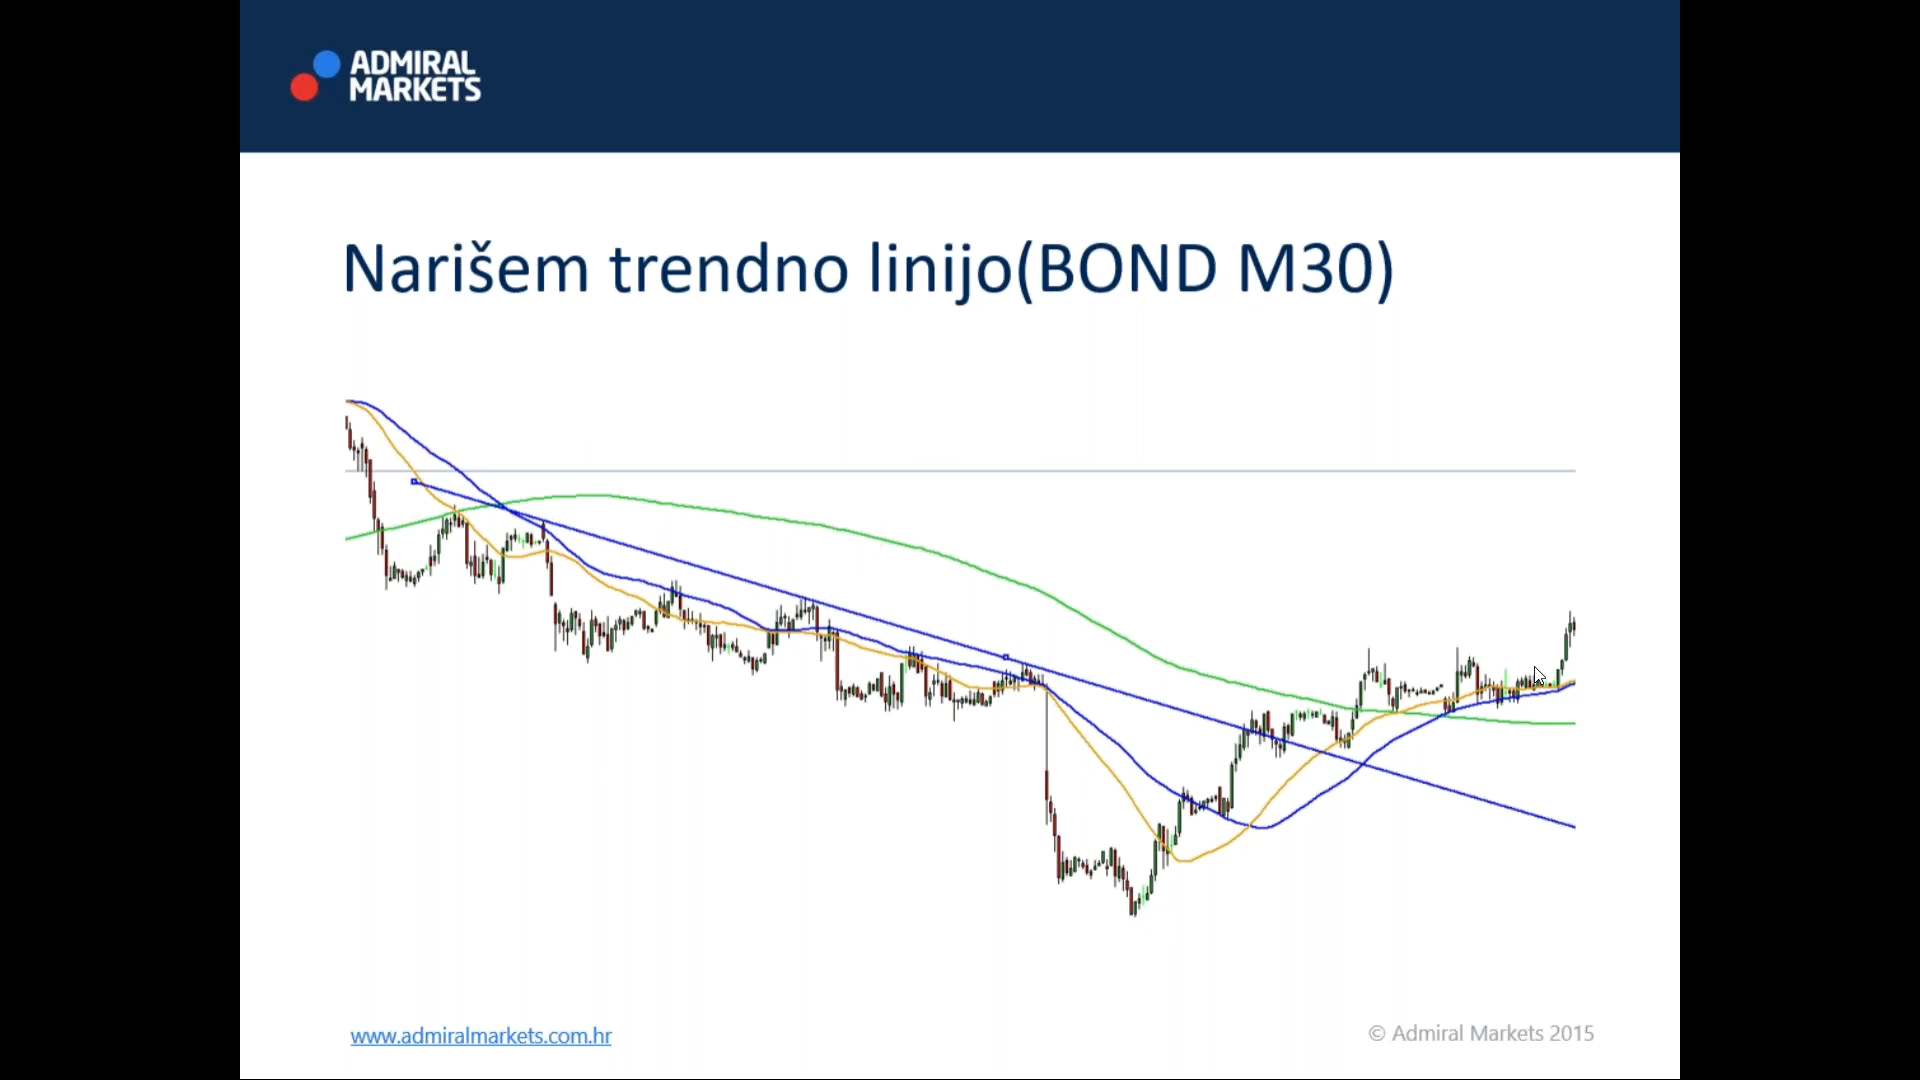 ADMIRAL
MARKETS
Narišem trendno linijo(BOND M30)
www.admiralmarkets.com.hr
© Admiral Markets 2015